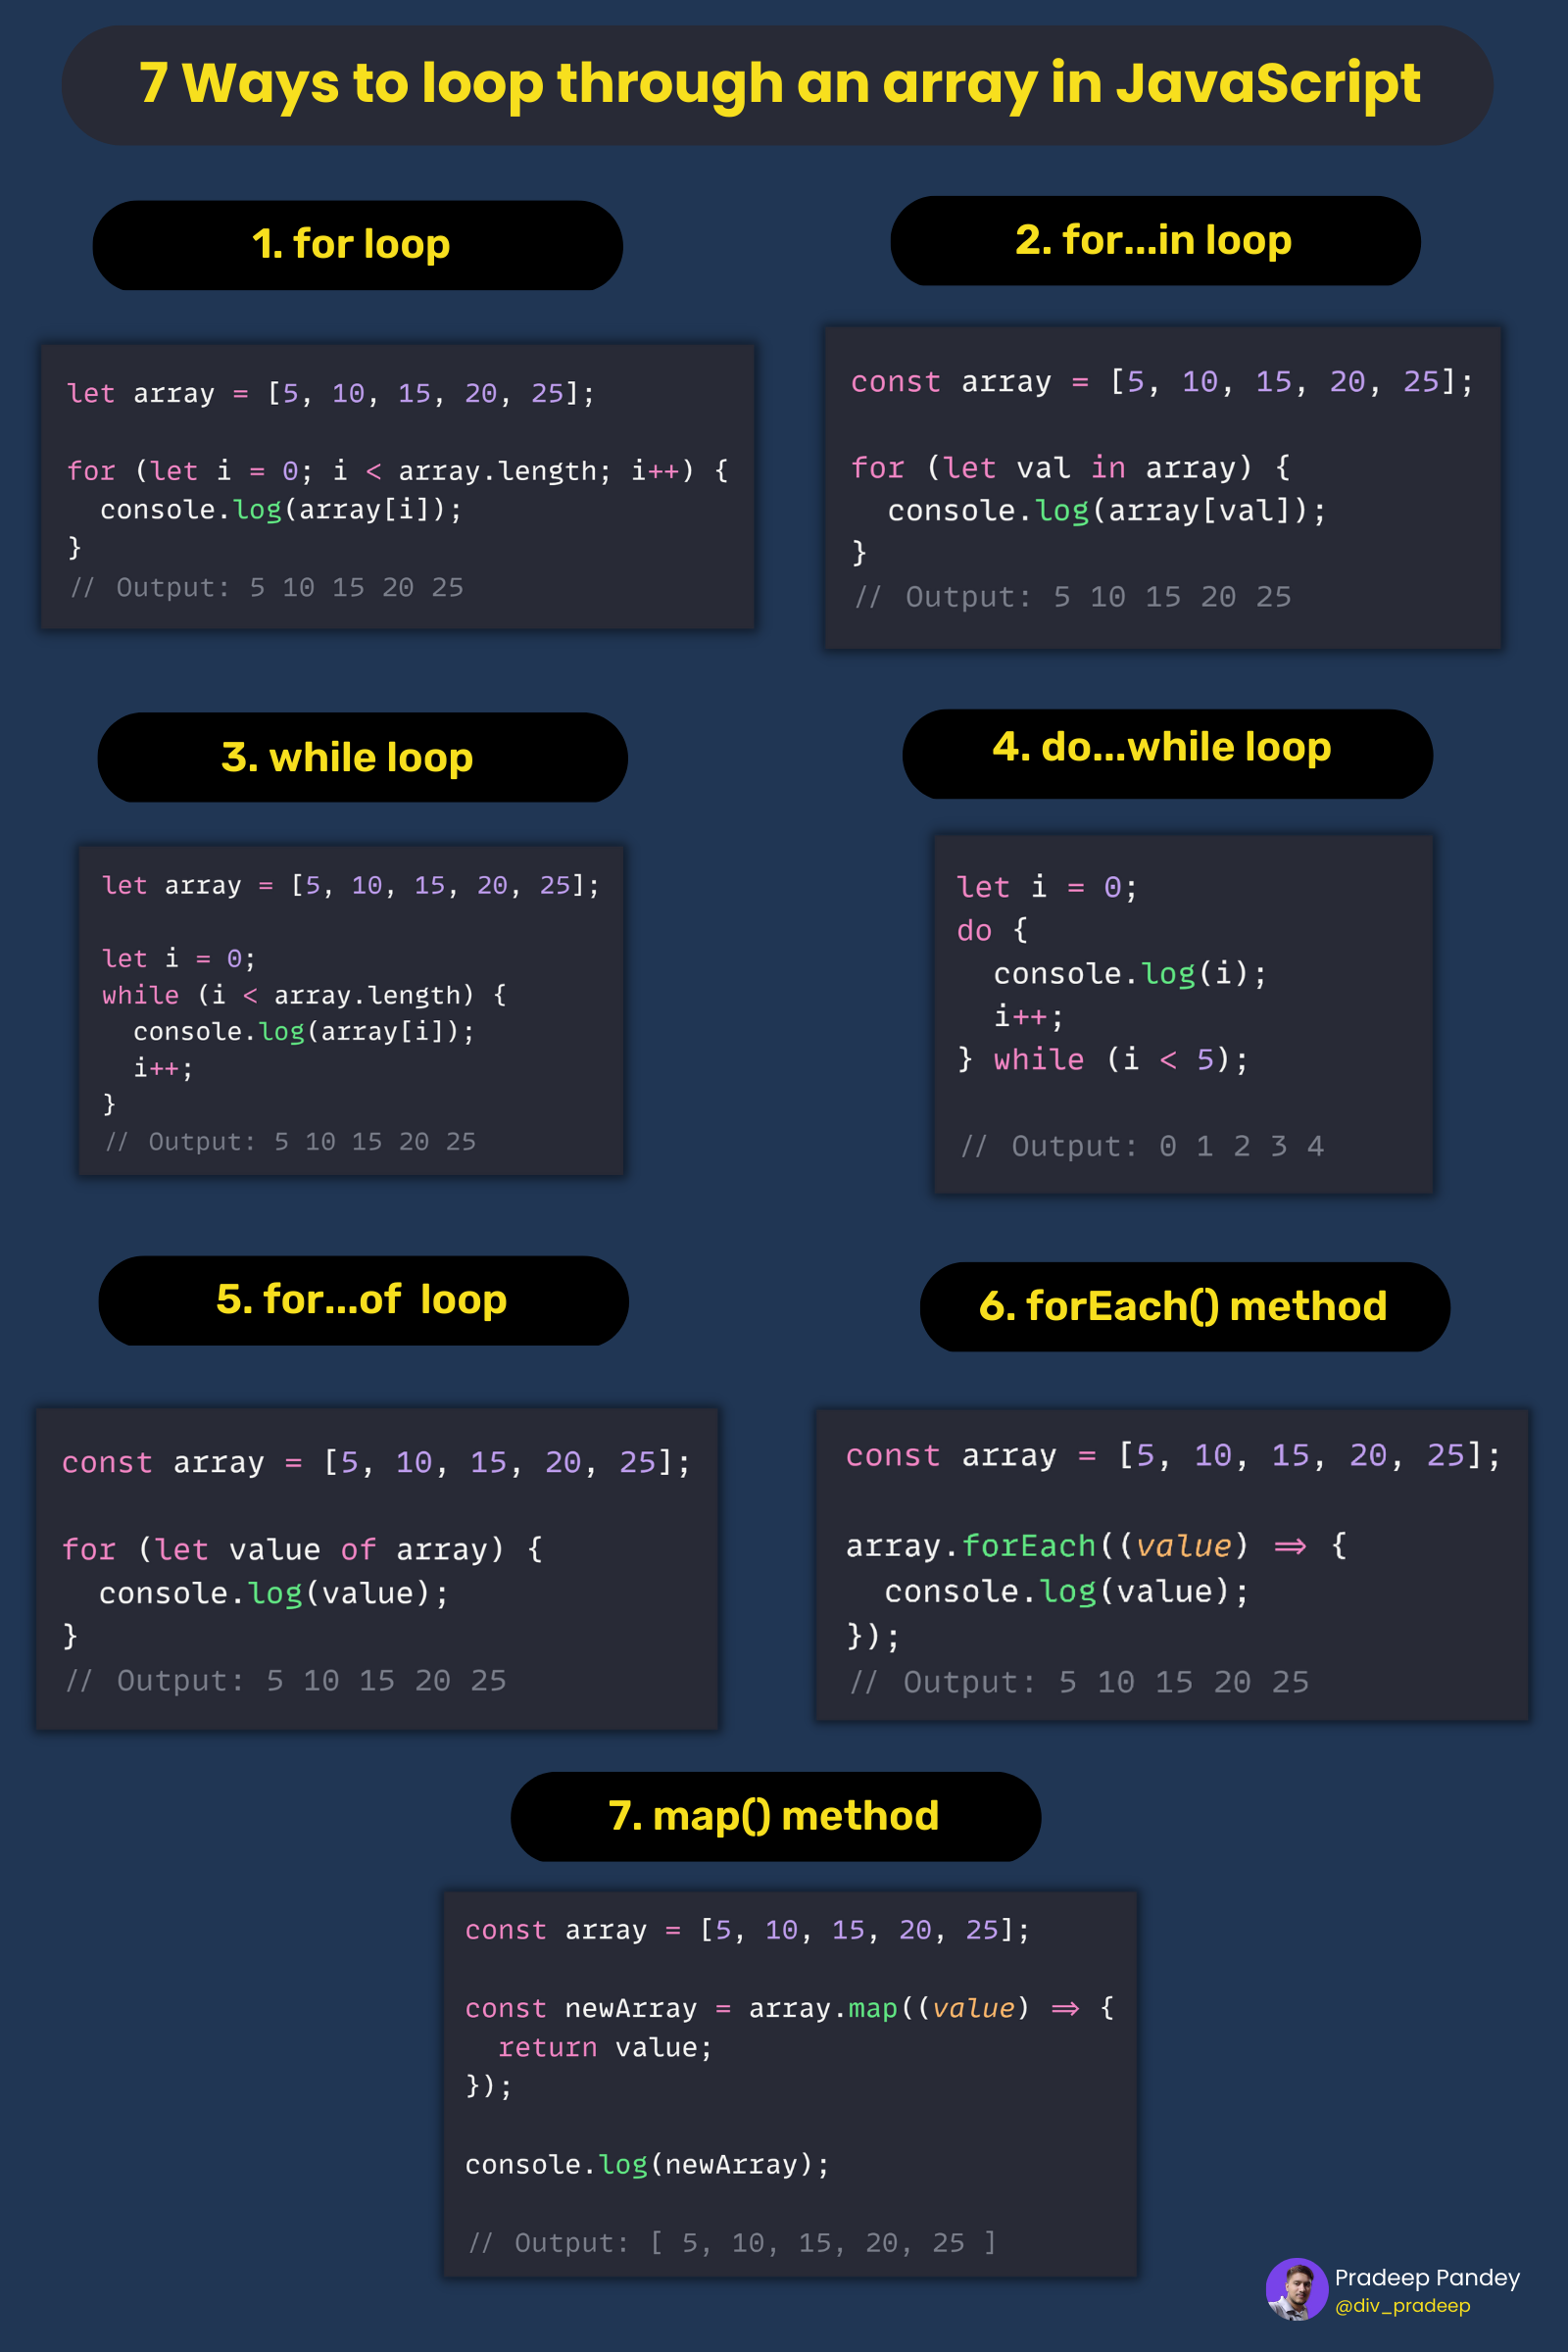 7 Ways to loop through an array in JavaScript
1. for loop
let array = [5, 10, 15, 20, 25];
for (let i = 0; i < array.length; i++) {
  console.log(array[i]);
}
// Output: 5 10 15 20 25
2. for...in loop
const array = [5, 10, 15, 20, 25];
for (let val in array) {
  console.log(array[val]);
}
// Output: 5 10 15 20 25
3. while loop
let array = [5, 10, 15, 20, 25];
let i = 0;
while (i < array.length) {
  console.log(array[i]);
  i++;
}
// Output: 5 10 15 20 25
4. do...while loop
let i = 0;
do {
  console.log(i);
  i++;
} while (i < 5);
// Output: 0 1 2 3 4
5. for...of loop
const array = [5, 10, 15, 20, 25];
for (let value of array) {
  console.log(value);
}
// Output: 5 10 15 20 25
6. forEach() method
const array = [5, 10, 15, 20, 25];
array.forEach((value) => {
  console.log(value);
});
// Output: 5 10 15 20 25
7. map() method
const array = [5, 10, 15, 20, 25];
const newArray = array.map((value) => {
  return value;
});
console.log(newArray);
// Output: [ 5, 10, 15, 20, 25 ]
Pradeep Pandey
@div_pradeep